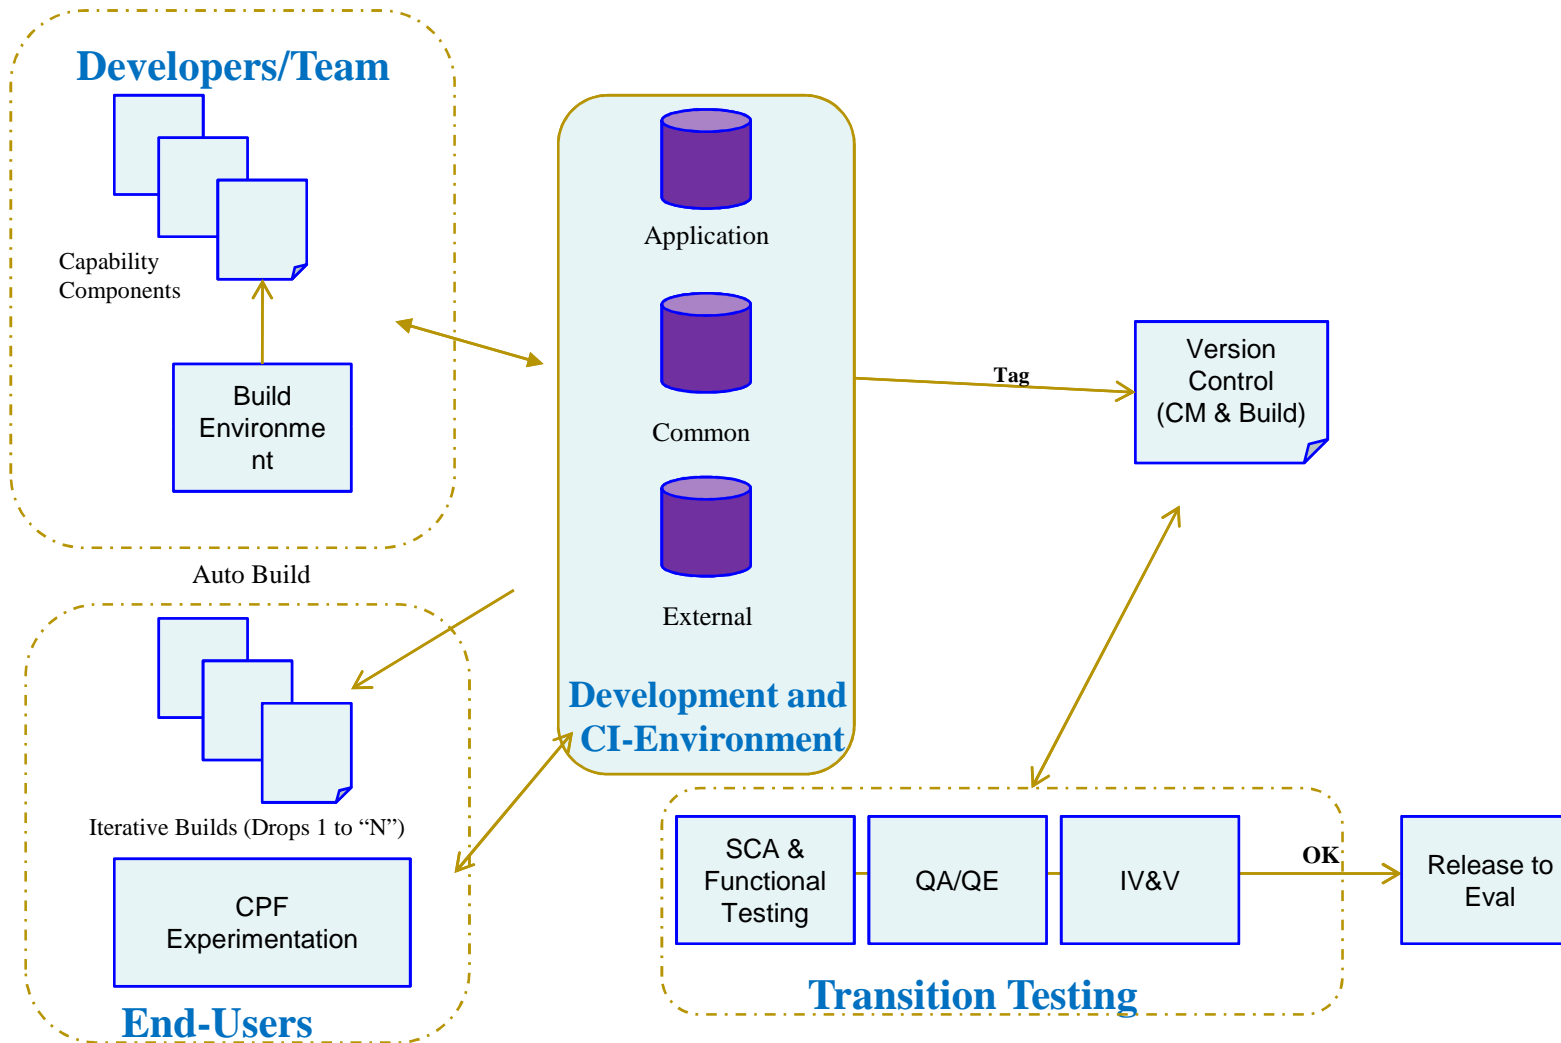 Developers/Team
Capability
Components
Build
Environme
nt
Auto Build
Iterative Builds (Drops 1 to “N”)
CPF
Experimentation
End-Users
Application
Common
External
Development and
CI-Environment
Tag
Version
Control
(CM & Build)
SCA &
Functional
Testing
QA/QE
IV&V
OK
Release to
Eval
Transition Testing